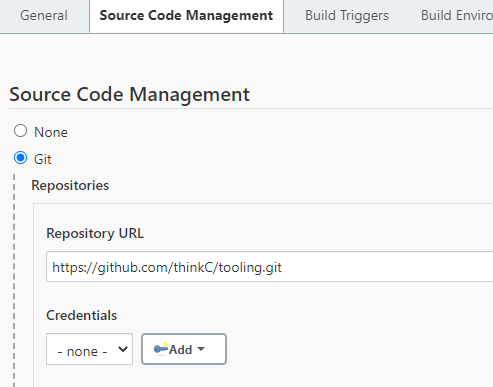 General Source Code Management Build Triggers Build Enviro
Source Code Management
None
Git
Repositories
Repository URL
https://github.com/thinkC/tooling.git
Credentials
- none - Add